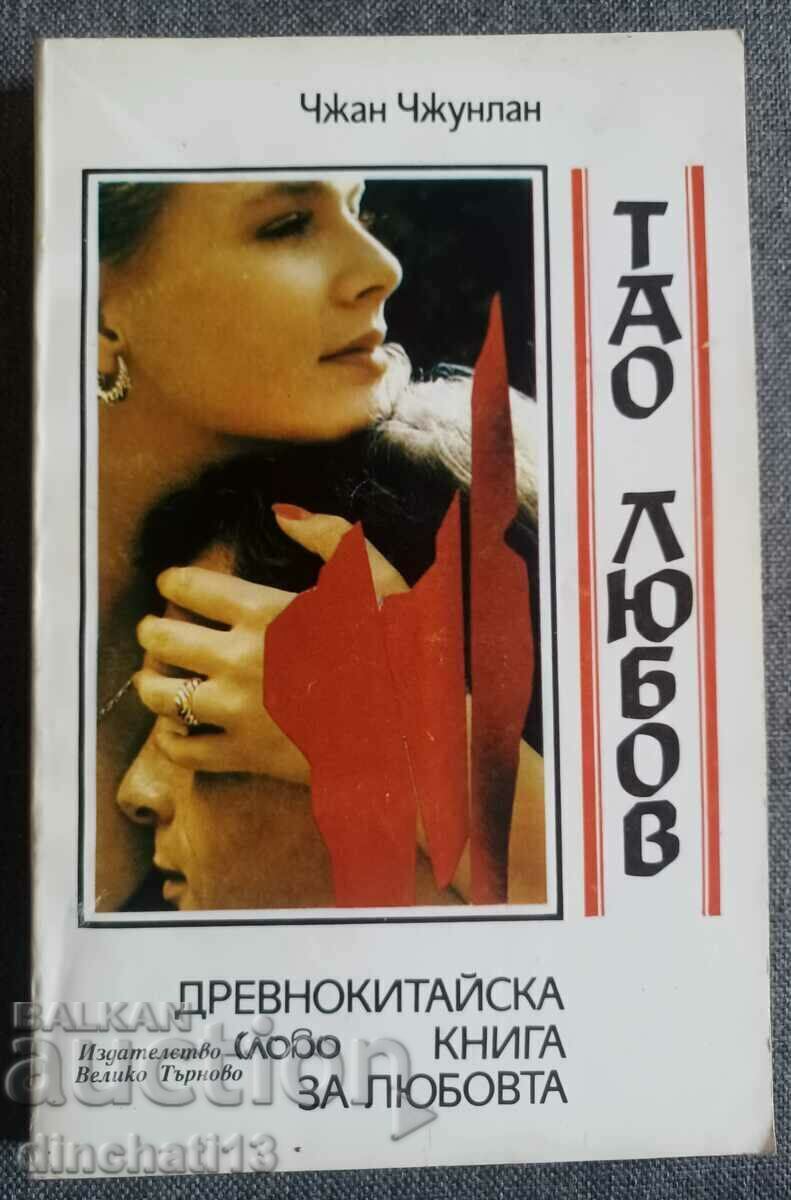 Чжан Чжунлан
ТАО ЛЮБОВ
ДРЕВНОКИТАЙСКА
КНИГА
ЗА ЛЮБОВТА
Издателство Слово
Велико Търново
BALKAN
auction
dinchati13